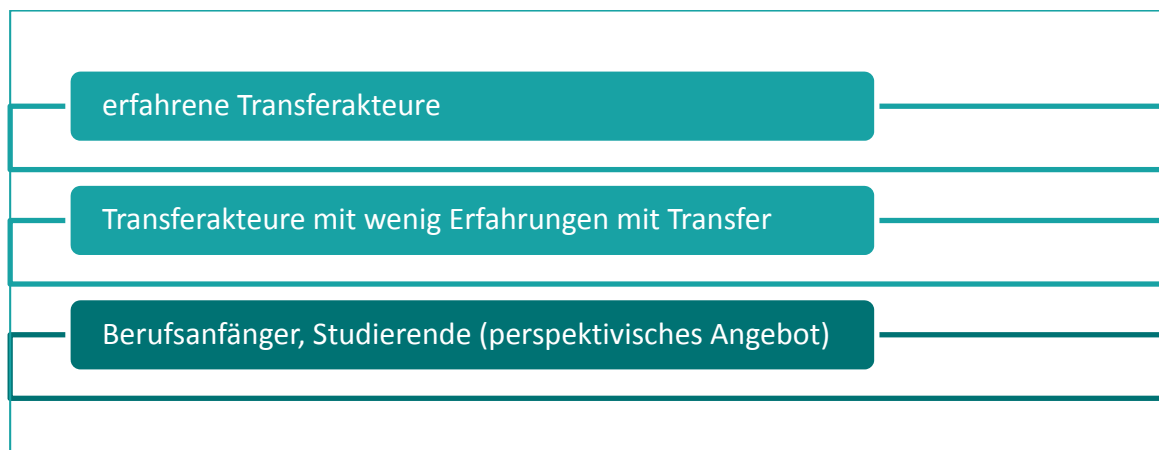 erfahrene Transferakteure
Transferakteure mit wenig Erfahrungen mit Transfer
Berufsanfänger, Studierende (perspektivisches Angebot)